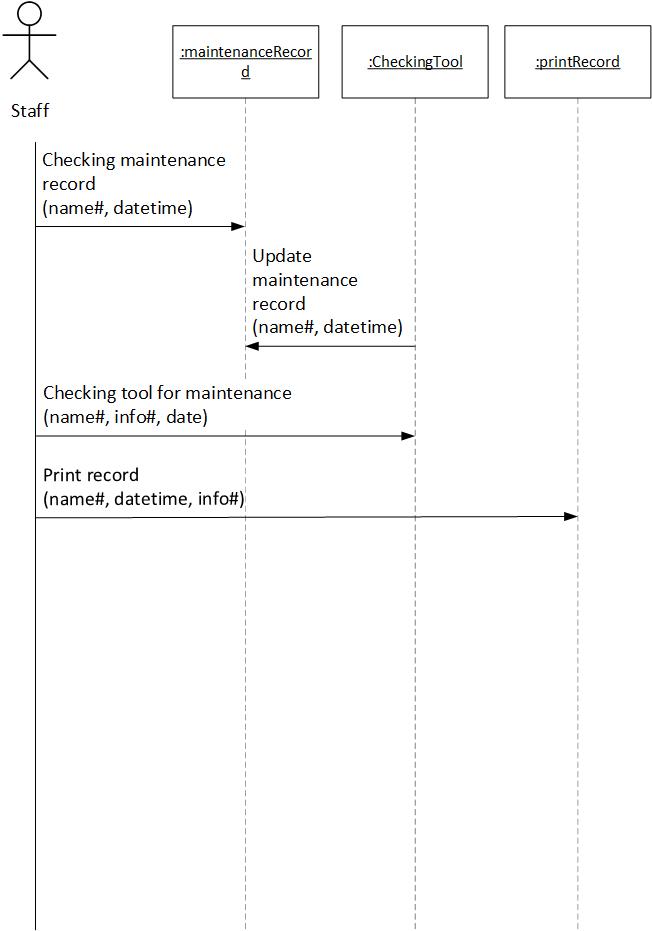 :maintenanceRecor
d
:CheckingTool
:printRecord
Staff
Checking maintenance
record
(name#, datetime)
Update
maintenance
record
(name#, datetime)
Checking tool for maintenance
(name#, info#, date)
Print record
(name#, datetime, info#)